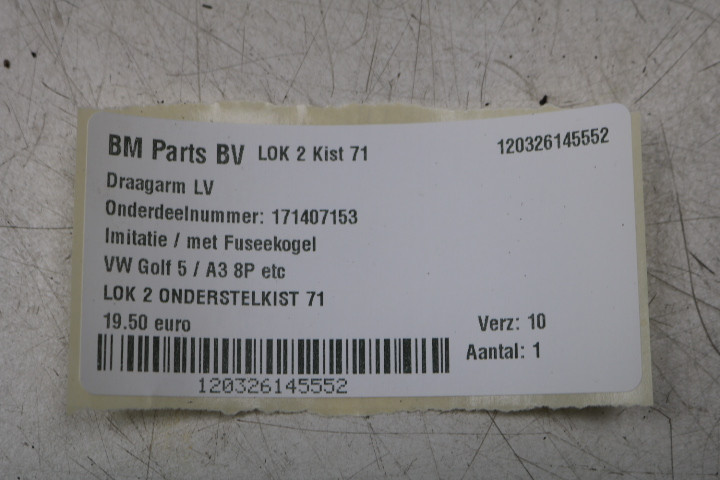 BM Parts BV LOK 2 Kist 71 120326145552
Draagarm LV
Onderdeelnummer: 171407153
Imitatie / met Fuseekogel
VW Golf 5 / A3 8P etc
LOK 2 ONDERSTELKIST 71
19.50 euro Verz: 10
Aantal: 1
120326145552